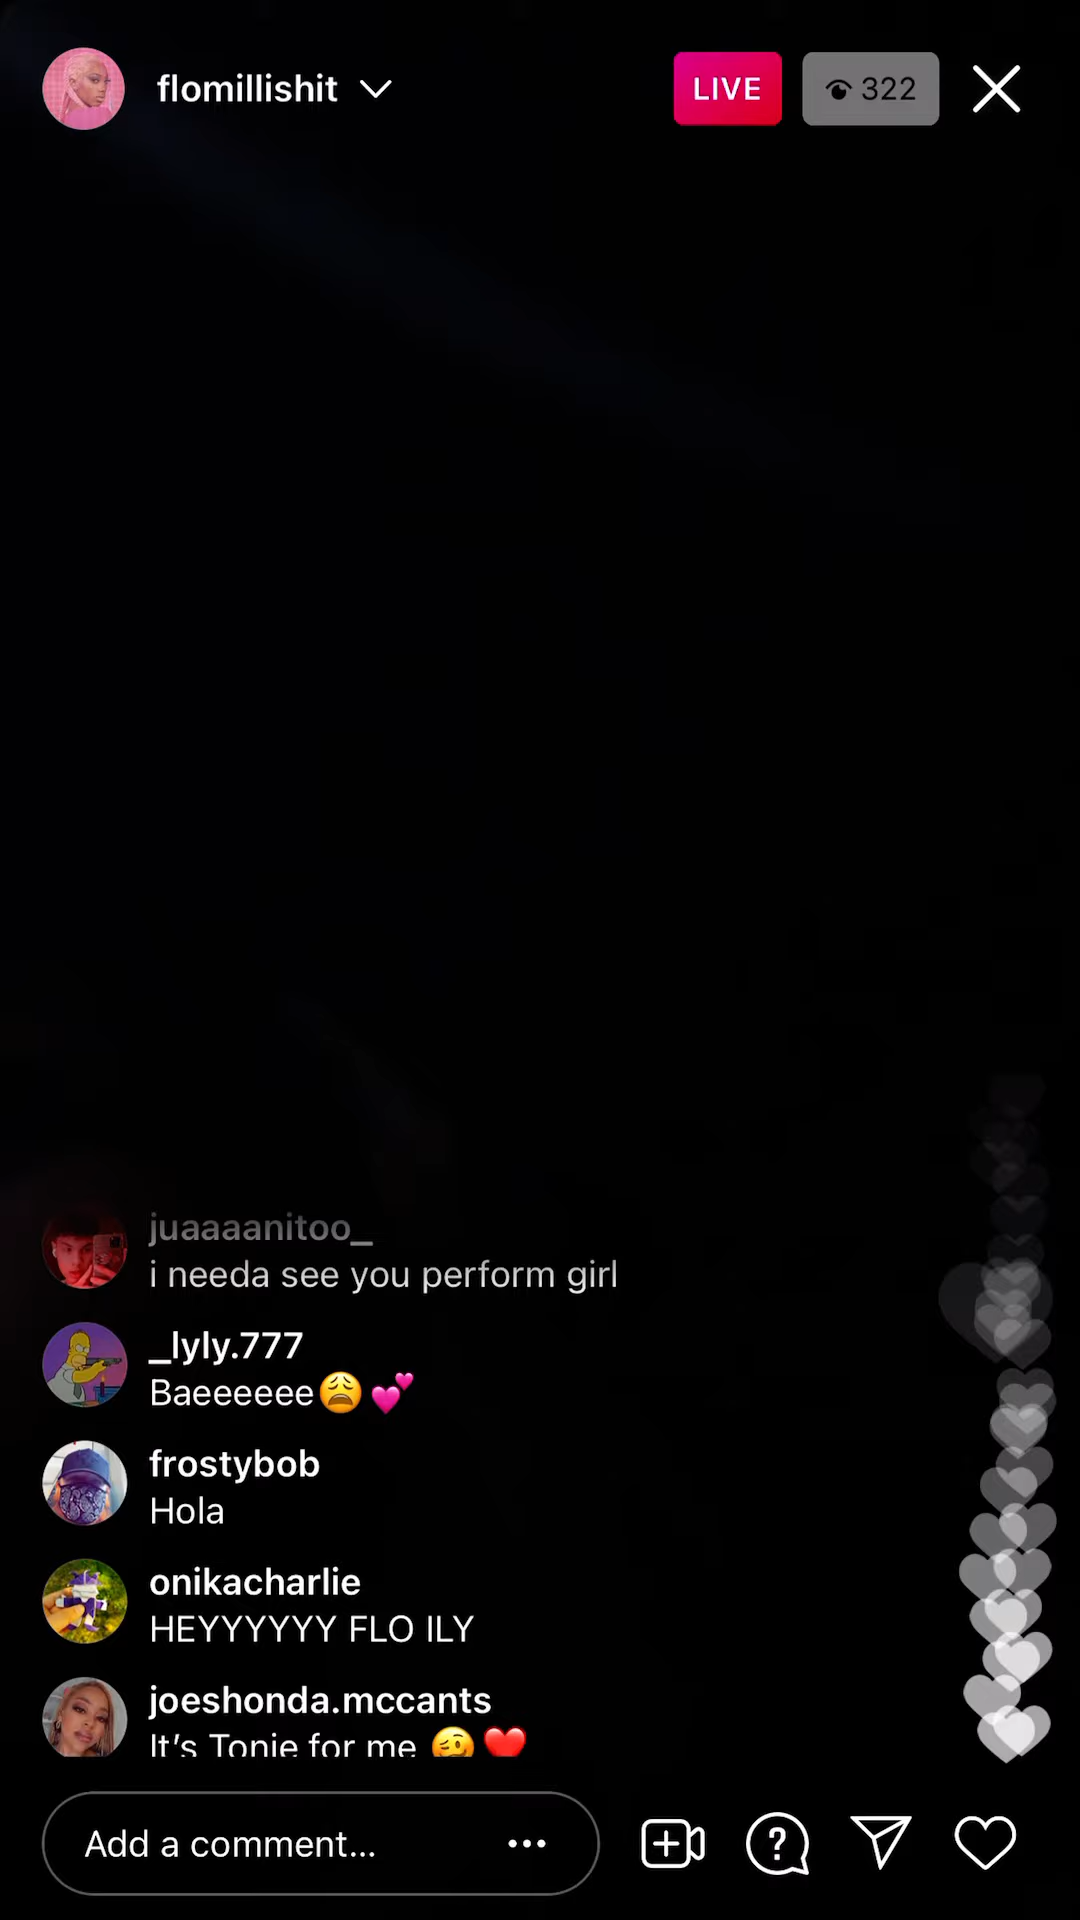 flomillishit
LIVE
322
juaaaanitoo_
i needa see you perform girl
_lyly.777
Baeeeeee😩💕
frostybob
Hola
onikacharlie
HEYYYYYY FLO ILY
joeshonda.mccants
It’s Tonie for me 🥴❤️
Add a comment...